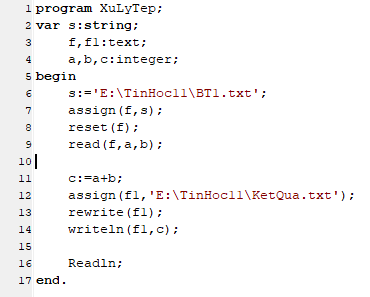 1 program XuLyTep;
2 var s:string;
3 f,f1:text;
4 a,b,c:integer;
5 begin
6 s:='E:\TinHoc11\BT1.txt';
7 assign(f,s);
8 reset(f);
9 read(f,a,b);
10
11 c:=a+b;
12 assign(f1,'E:\TinHoc11\KetQua.txt');
13 rewrite(f1);
14 writeln(f1,c);
15
16 Readln;
17 end.